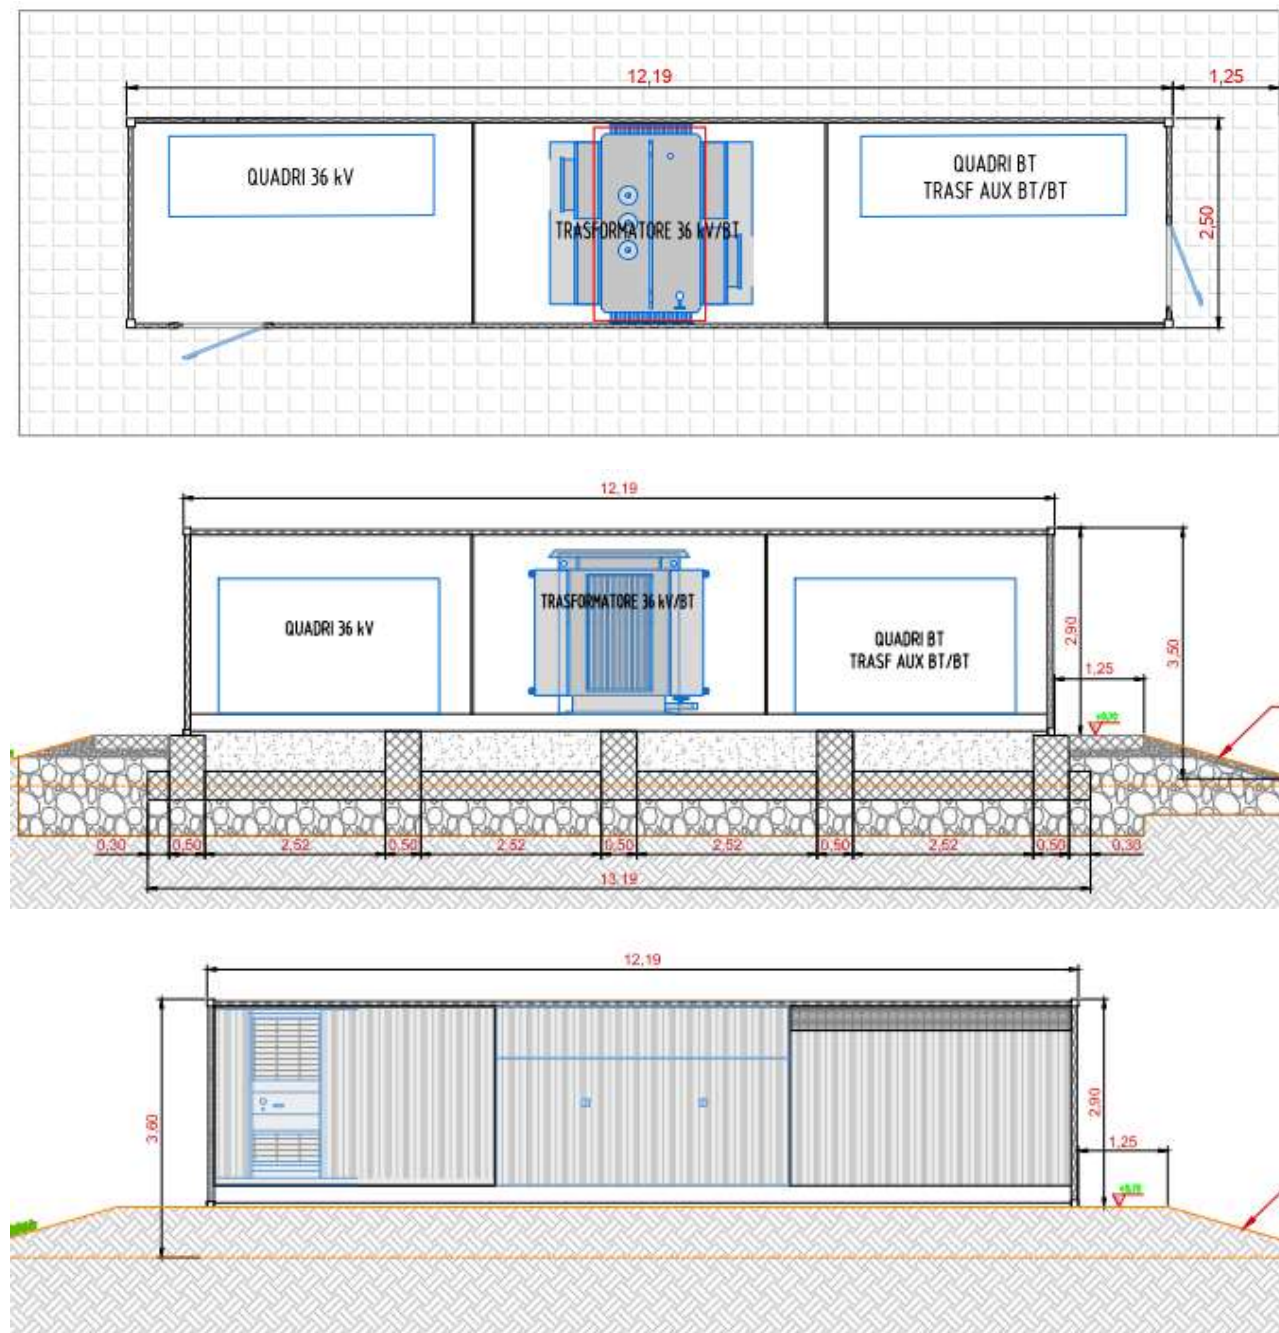 12,19
1,25
QUADRI 36 kV
TRASFORMATORE 36 kV/BT
QUADRI BT
TRASF AUX BT/BT
2,50
12,19
QUADRI 36 kV
TRASFORMATORE 36 kV/BT
QUADRI BT
TRASF AUX BT/BT
2,90
3,50
1,25
0,30
0,50
2,52
0,50
2,52
0,50
2,52
0,50
2,52
0,50
0,30
13,19
12,19
3,60
2,90
1,25